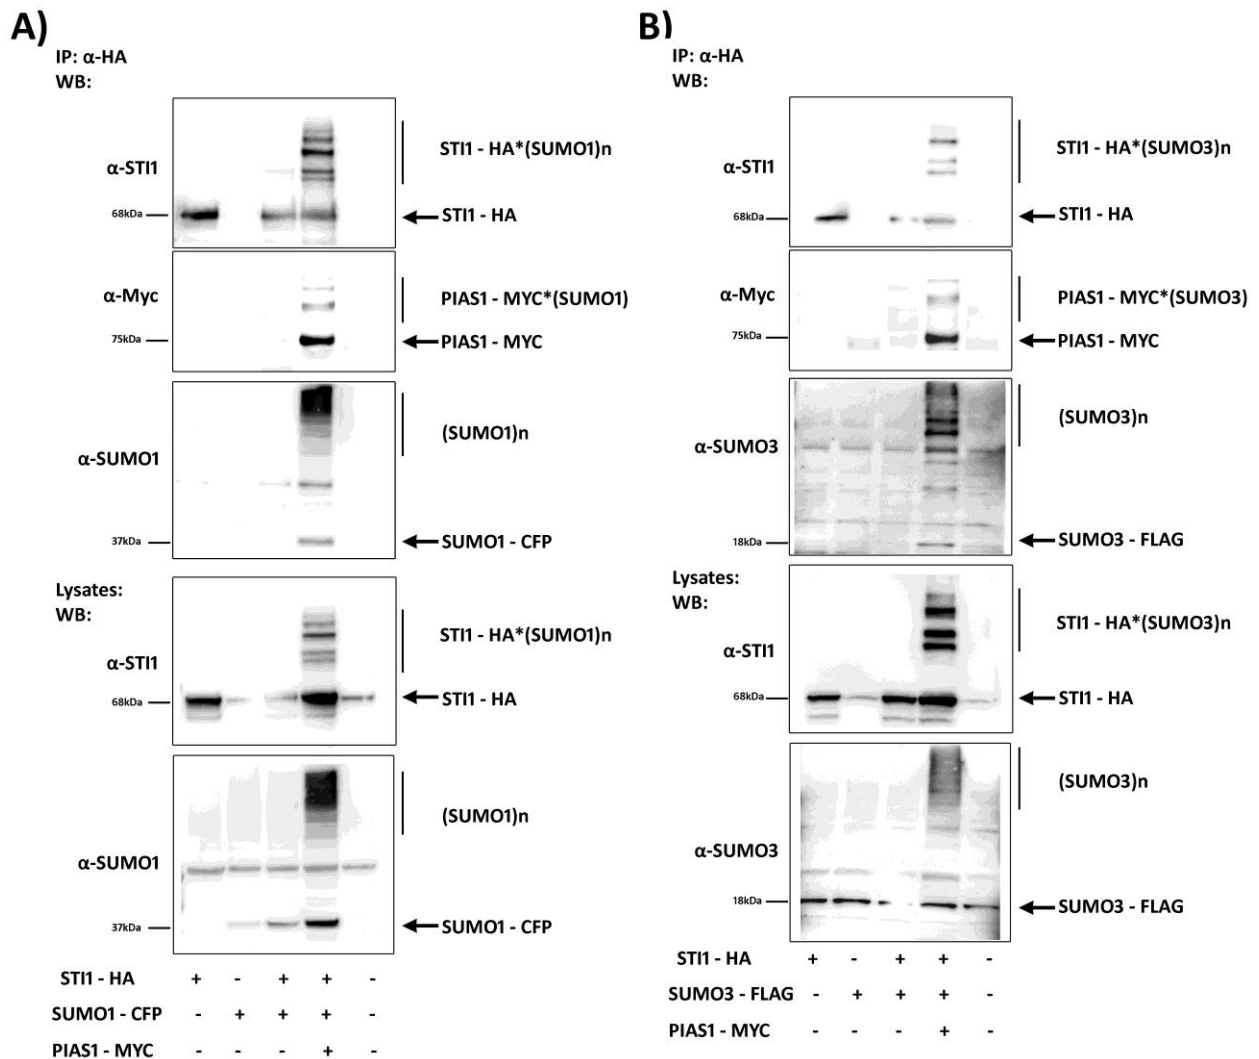 A)
IP: α-HA
WB:
α-STI1
STI1 - HA*(SUMO1)n
68kDa
STI1 - HA
α-Myc
PIAS1 - MYC*(SUMO1)
75kDa
PIAS1 - MYC
α-SUMO1
(SUMO1)n
37kDa
SUMO1 - CFP
Lysates:
WB:
α-STI1
STI1 - HA*(SUMO1)n
68kDa
STI1 - HA
α-SUMO1
(SUMO1)n
37kDa
SUMO1 - CFP
STI1 - HA + - + + -
SUMO1 - CFP - + + + -
PIAS1 - MYC - - - + -
B)
IP: α-HA
WB:
α-STI1
STI1 - HA*(SUMO3)n
68kDa
STI1 - HA
α-Myc
PIAS1 - MYC*(SUMO3)
75kDa
PIAS1 - MYC
α-SUMO3
(SUMO3)n
18kDa
SUMO3 - FLAG
Lysates:
WB:
α-STI1
STI1 - HA*(SUMO3)n
68kDa
STI1 - HA
α-SUMO3
(SUMO3)n
18kDa
SUMO3 - FLAG
STI1 - HA + - + + -
SUMO3 - FLAG - + + + -
PIAS1 - MYC - - - + -